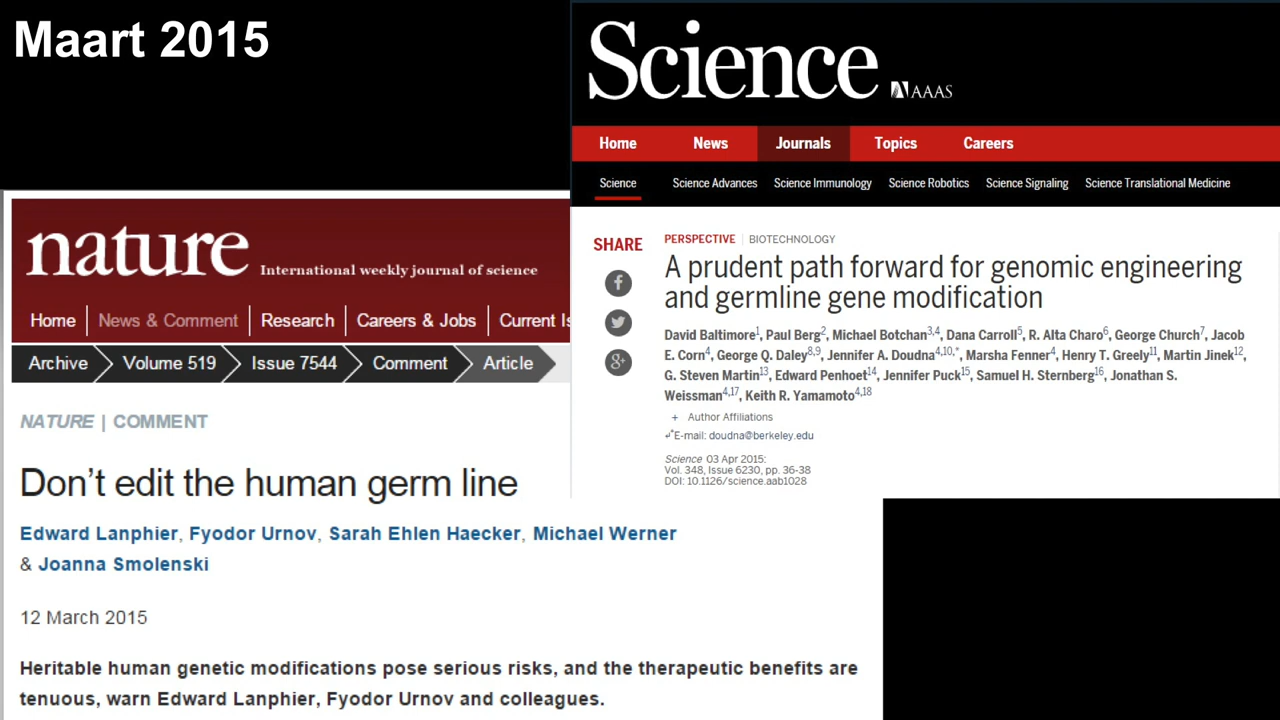 Maart 2015
Science AAAS
Home News Journals Topics Careers
Science Science Advances Science Immunology Science Robotics Science Signaling Science Translational Medicine
SHARE
PERSPECTIVE | BIOTECHNOLOGY
A prudent path forward for genomic engineering
and germline gene modification
David Baltimore1, Paul Berg2, Michael Botchan3,4, Dana Carroll5, R. Alta Charo6, George Church7, Jacob
E. Corn4, George Q. Daley8,9, Jennifer A. Doudna4,10,*, Marsha Fenner4, Henry T. Greely11, Martin Jinek12,
G. Steven Martin13, Edward Penhoet14, Jennifer Puck15, Samuel H. Sternberg16, Jonathan S.
Weissman4,17, Keith R. Yamamoto4,18
+ Author Affiliations
↵*E-mail: doudna@berkeley.edu
Science 03 Apr 2015:
Vol. 348, Issue 6230, pp. 36-38
DOI: 10.1126/science.aab1028
nature International weekly journal of science
Home | News & Comment | Research | Careers & Jobs | Current Is
Archive Volume 519 Issue 7544 Comment Article
NATURE | COMMENT
Don't edit the human germ line
Edward Lanphier, Fyodor Urnov, Sarah Ehlen Haecker, Michael Werner
& Joanna Smolenski
12 March 2015
Heritable human genetic modifications pose serious risks, and the therapeutic benefits are
tenuous, warn Edward Lanphier, Fyodor Urnov and colleagues.